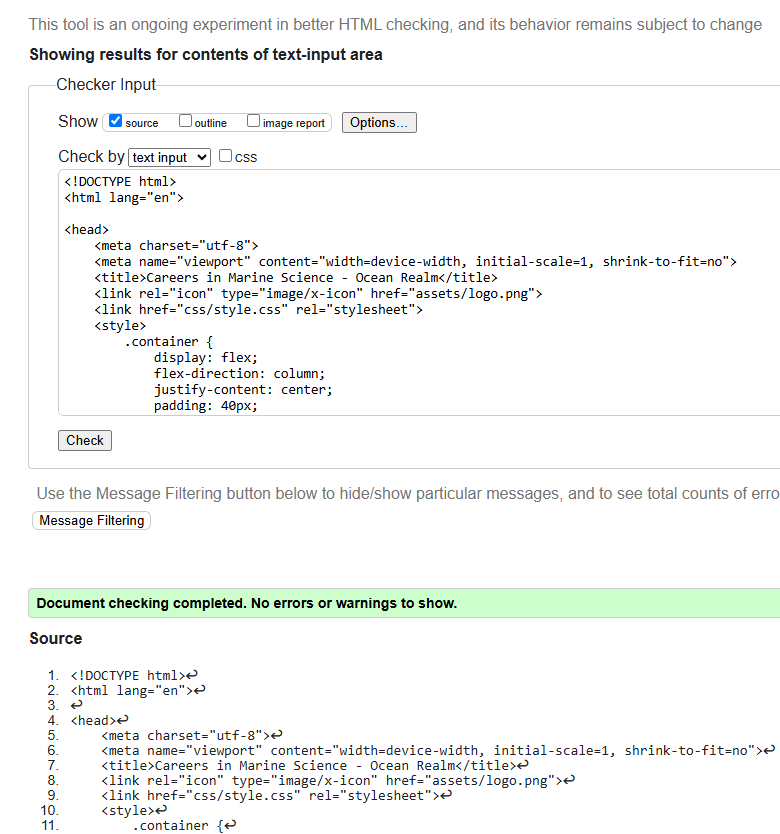 This tool is an ongoing experiment in better HTML checking, and its behavior remains subject to change
Showing results for contents of text-input area
Checker Input
Show source outline image report Options...
Check by text input css
<!DOCTYPE html>
<html lang="en">
<head>
<meta charset="utf-8">
<meta name="viewport" content="width=device-width, initial-scale=1, shrink-to-fit=no">
<title>Careers in Marine Science - Ocean Realm</title>
<link rel="icon" type="image/x-icon" href="assets/logo.png">
<link href="css/style.css" rel="stylesheet">
<style>
.container {
display: flex;
flex-direction: column;
justify-content: center;
padding: 40px;
Check
Use the Message Filtering button below to hide/show particular messages, and to see total counts of erro
Message Filtering
Document checking completed. No errors or warnings to show.
Source
1. <!DOCTYPE html>↩
2. <html lang="en">↩
3. ↩
4. <head>↩
5. <meta charset="utf-8">↩
6. <meta name="viewport" content="width=device-width, initial-scale=1, shrink-to-fit=no">↩
7. <title>Careers in Marine Science - Ocean Realm</title>↩
8. <link rel="icon" type="image/x-icon" href="assets/logo.png">↩
9. <link href="css/style.css" rel="stylesheet">↩
10. <style>↩
11. .container {↩